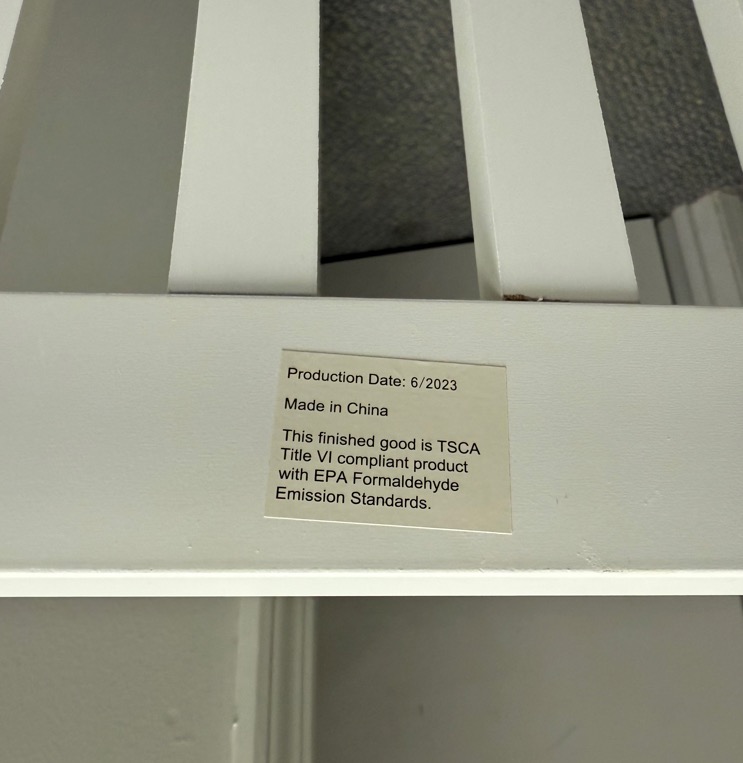 Production Date: 6/2023
Made in China
This finished good is TSCA
Title VI compliant product
with EPA Formaldehyde
Emission Standards.